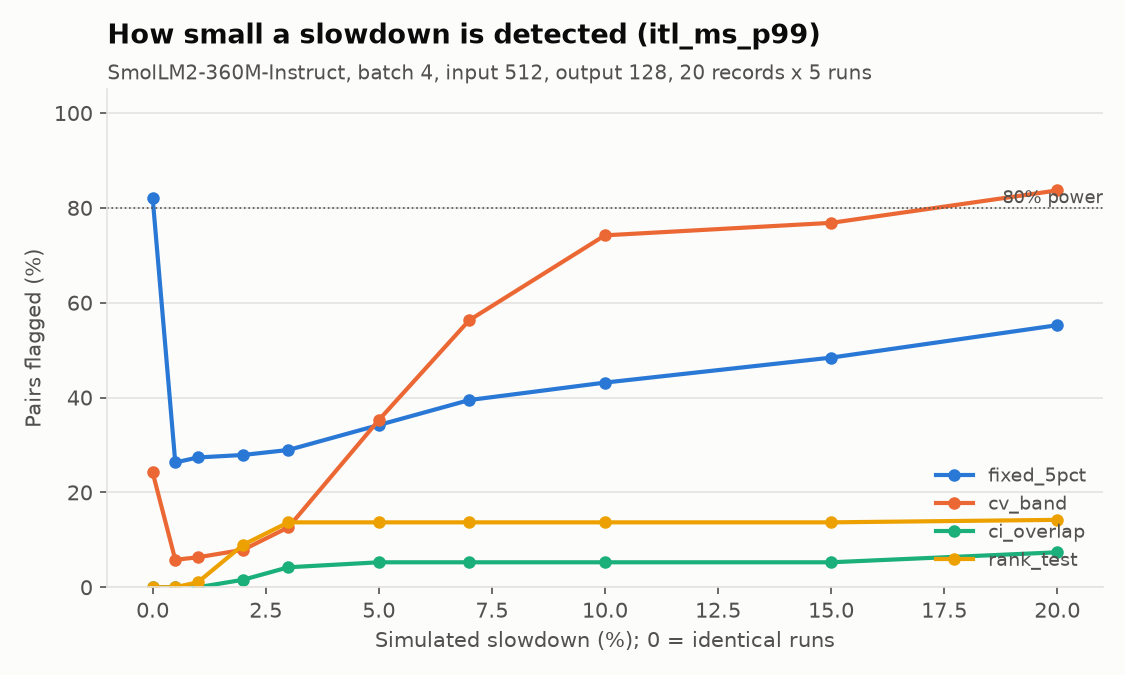 How small a slowdown is detected (itl_ms_p99)
SmolLM2-360M-Instruct, batch 4, input 512, output 128, 20 records x 5 runs
100
80
60
40
20
0
Pairs flagged (%)
80% power
fixed_5pct
cv_band
ci_overlap
rank_test
0.0 2.5 5.0 7.5 10.0 12.5 15.0 17.5 20.0
Simulated slowdown (%); 0 = identical runs